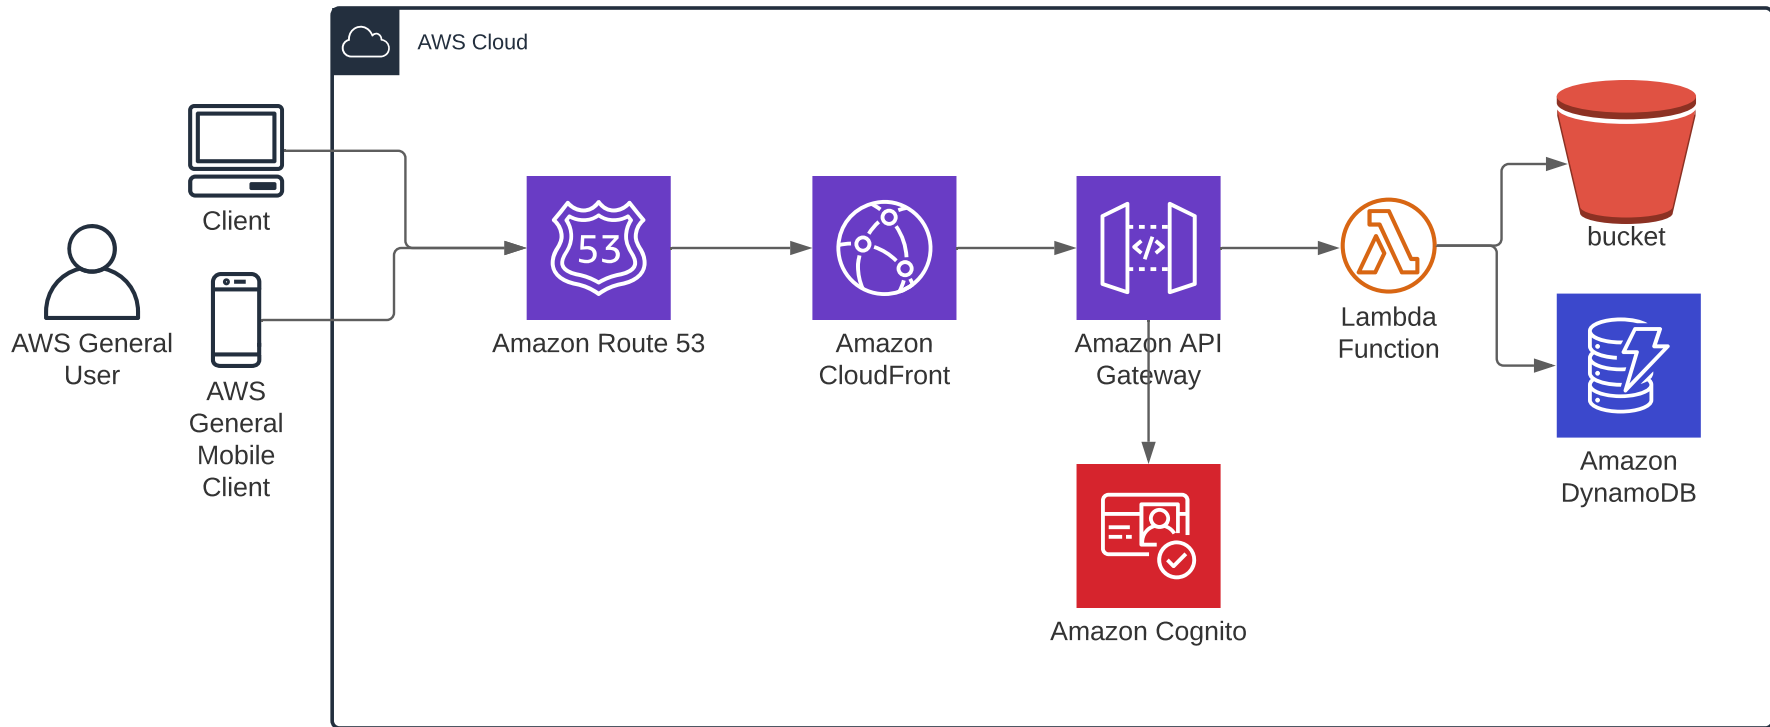 AWS Cloud
Client
AWS General
User
AWS
General
Mobile
Client
53
Amazon Route 53
Amazon
CloudFront
</>
Amazon API
Gateway
Lambda
Function
bucket
Amazon
DynamoDB
Amazon Cognito